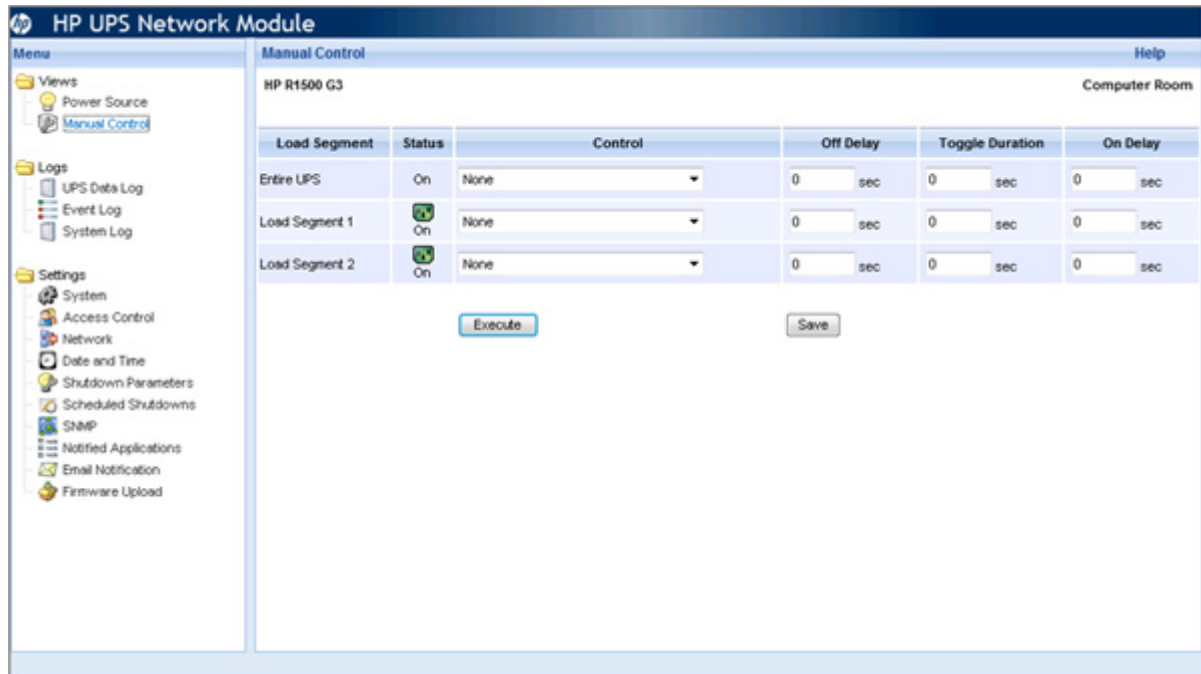 hp HP UPS Network Module
Menu
Views
Power Source
Manual Control
Logs
UPS Data Log
Event Log
System Log
Settings
System
Access Control
Network
Date and Time
Shutdown Parameters
Scheduled Shutdowns
SNMP
Notified Applications
Email Notification
Firmware Upload
Manual Control Help
HP R1500 G3 Computer Room
Load Segment Status Control Off Delay Toggle Duration On Delay
Entire UPS On None 0 sec 0 sec 0 sec
Load Segment 1 On None 0 sec 0 sec 0 sec
Load Segment 2 On None 0 sec 0 sec 0 sec
Execute Save